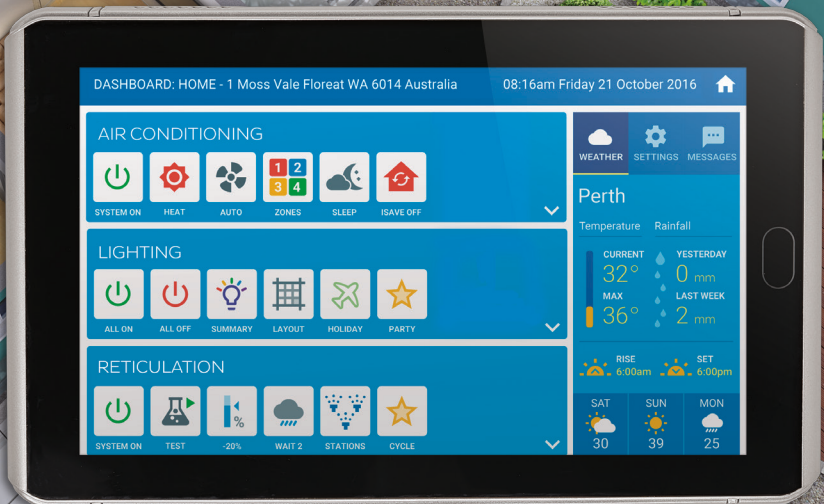 DASHBOARD: HOME - 1 Moss Vale Floreat WA 6014 Australia 08:16am Friday 21 October 2016
AIR CONDITIONING
1 2
3 4
SYSTEM ON HEAT AUTO ZONES SLEEP ISAVE OFF
LIGHTING
ALL ON ALL OFF SUMMARY LAYOUT HOLIDAY PARTY
RETICULATION
%
SYSTEM ON TEST -20% WAIT 2 STATIONS CYCLE
WEATHER SETTINGS MESSAGES
Perth
Temperature Rainfall
CURRENT YESTERDAY
32° 0 mm
MAX LAST WEEK
36° 2 mm
RISE SET
6:00am 6:00pm
SAT SUN MON
30 39 25